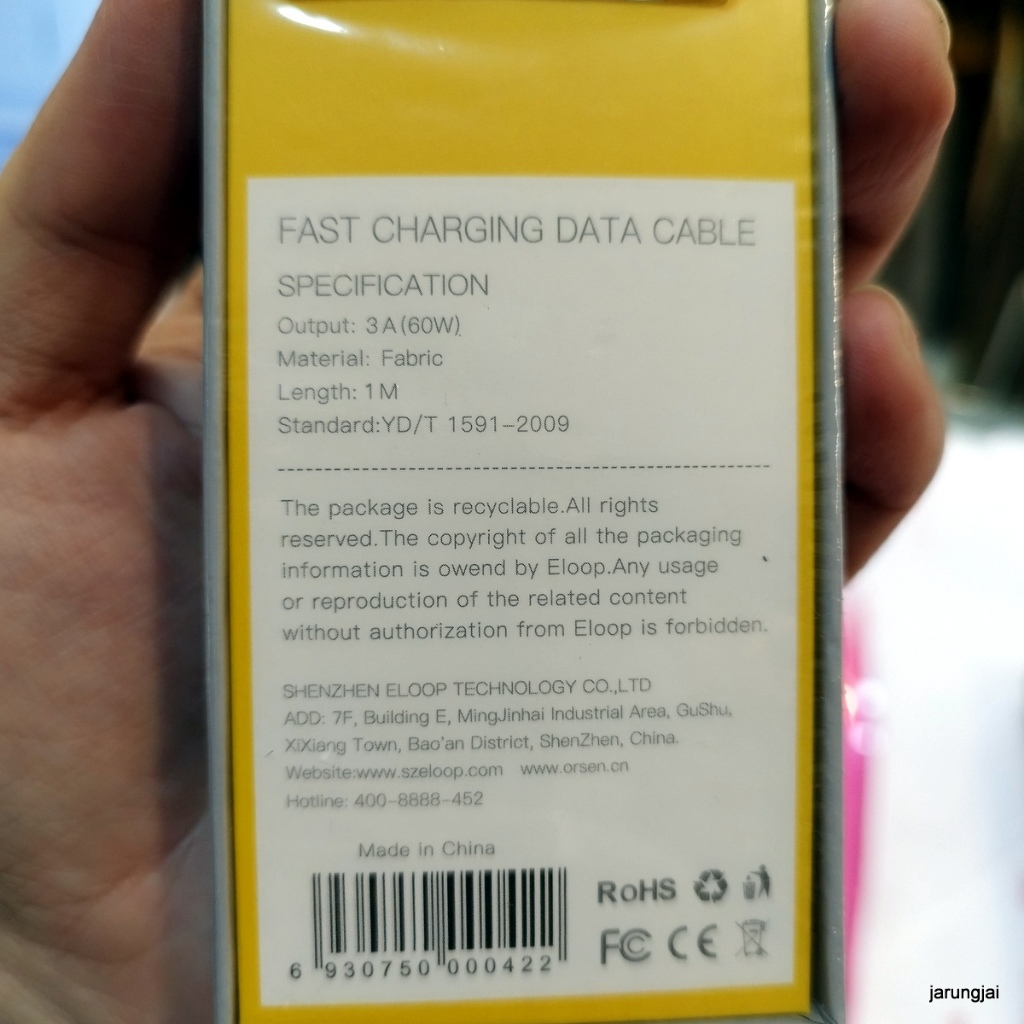 FAST CHARGING DATA CABLE
SPECIFICATION
Output: 3A(60W)
Material: Fabric
Length: 1M
Standard:YD/T 1591-2009
The package is recyclable.All rights
reserved.The copyright of all the packaging
information is owend by Eloop.Any usage
or reproduction of the related content
without authorization from Eloop is forbidden.
SHENZHEN ELOOP TECHNOLOGY CO.,LTD
ADD: 7F, Building E, MingJinhai Industrial Area, GuShu,
XiXiang Town, Bao'an District, ShenZhen, China.
Website:www.szeloop.com www.orsen.cn
Hotline: 400-8888-452
Made in China
RoHS
FC CE
6 930750 000422
jarungjai